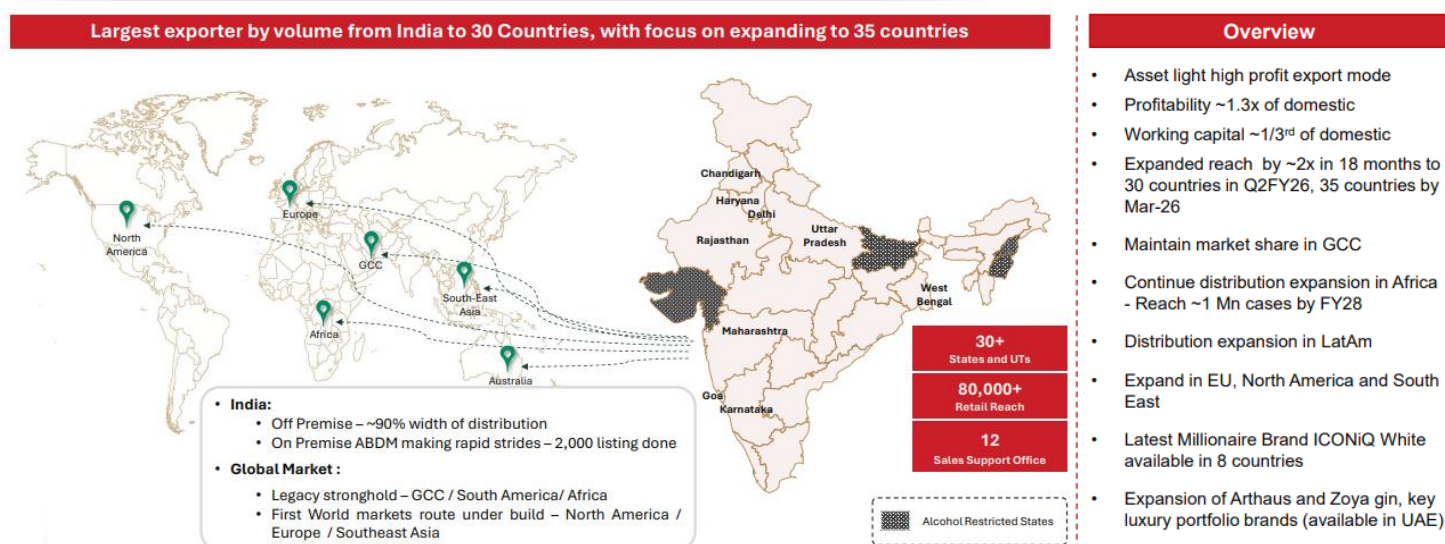 Largest exporter by volume from India to 30 Countries, with focus on expanding to 35 countries
North
America
Europe
GCC
South-East
Asia
Africa
Australia
Chandigarh
Haryana
Delhi
Rajasthan
Uttar
Pradesh
West
Bengal
Maharashtra
Goa
Karnataka
30+
States and UTs
80,000+
Retail Reach
12
Sales Support Office
Alcohol Restricted States
• India:
• Off Premise – ~90% width of distribution
• On Premise ABDM making rapid strides – 2,000 listing done
• Global Market :
• Legacy stronghold – GCC / South America/ Africa
• First World markets route under build – North America /
Europe / Southeast Asia
Overview
• Asset light high profit export mode
• Profitability ~1.3x of domestic
• Working capital ~1/3rd of domestic
• Expanded reach by ~2x in 18 months to
30 countries in Q2FY26, 35 countries by
Mar-26
• Maintain market share in GCC
• Continue distribution expansion in Africa
- Reach ~1 Mn cases by FY28
• Distribution expansion in LatAm
• Expand in EU, North America and South
East
• Latest Millionaire Brand ICONiQ White
available in 8 countries
• Expansion of Arthaus and Zoya gin, key
luxury portfolio brands (available in UAE)